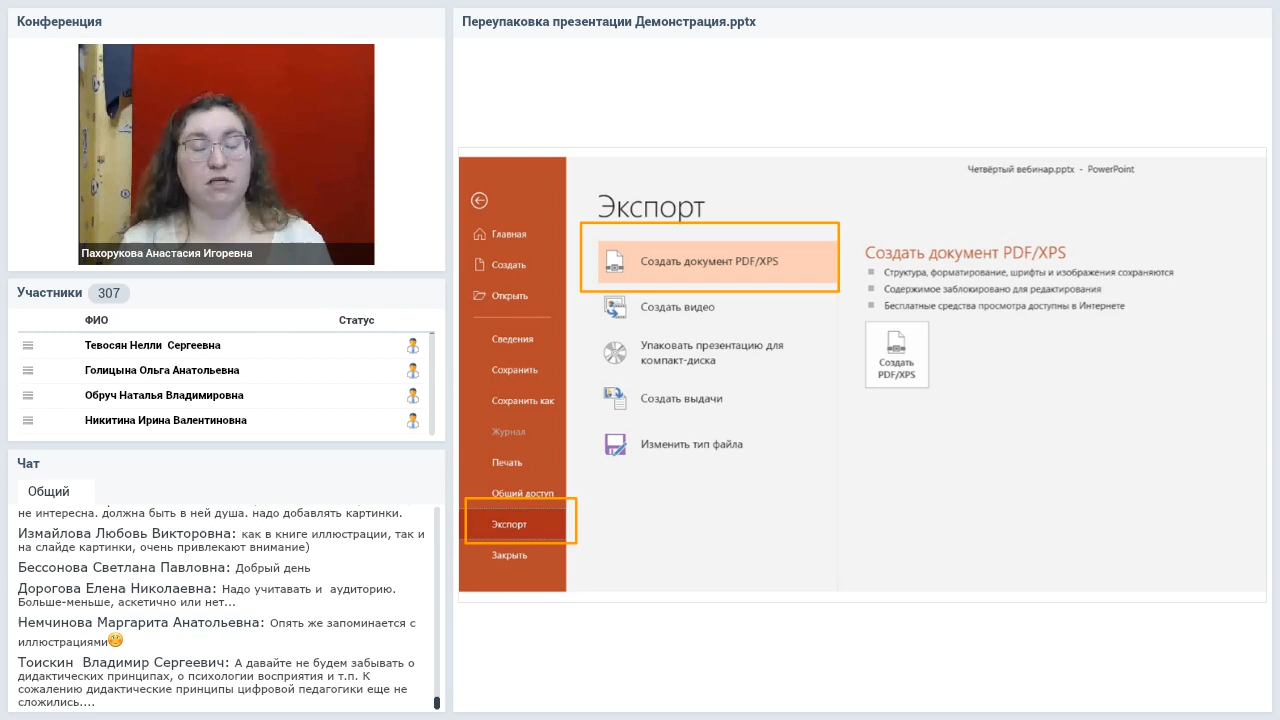 Конференция
Пахорукова Анастасия Игоревна
Участники 307
ФИО Статус
Тевосян Нелли Сергеевна
Голицына Ольга Анатольевна
Обруч Наталья Владимировна
Никитина Ирина Валентиновна
Чат
Общий
не интересна. должна быть в ней душа. надо добавлять картинки.
Измайлова Любовь Викторовна: как в книге иллюстрации, так и
на слайде картинки, очень привлекают внимание)
Бессонова Светлана Павловна: Добрый день
Дорогова Елена Николаевна: Надо учитавать и аудиторию.
Больше-меньше, аскетично или нет...
Немчинова Маргарита Анатольевна: Опять же запоминается с
иллюстрациями
Тоискин Владимир Сергеевич: А давайте не будем забывать о
дидактических принципах, о психологии восприятия и т.п. К
сожалению дидактические принципы цифровой педагогики еще не
сложились....
Переупаковка презентации Демонстрация.pptx
Четвёртый вебинар.pptx - PowerPoint
Главная
Создать
Открыть
Сведения
Сохранить
Сохранить как
Журнал
Печать
Общий доступ
Экспорт
Закрыть
Экспорт
Создать документ PDF/XPS
Создать видео
Упаковать презентацию для
компакт-диска
Создать выдачи
Изменить тип файла
Создать документ PDF/XPS
Структура, форматирование, шрифты и изображения сохраняются
Содержимое заблокировано для редактирования
Бесплатные средства просмотра доступны в Интернете
Создать
PDF/XPS